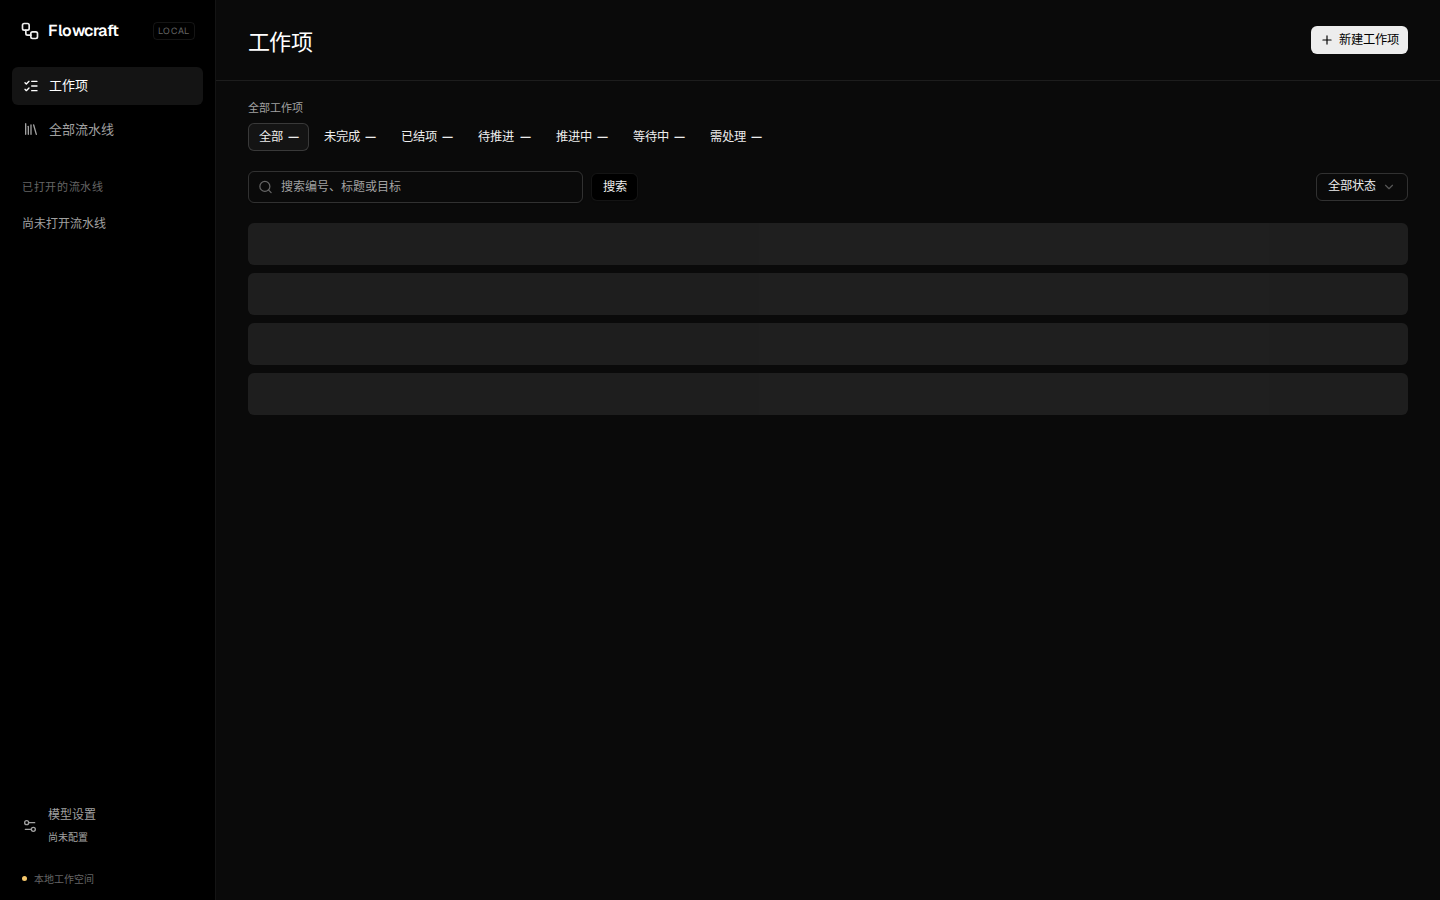 Flowcraft
LOCAL
工作项
全部流水线
已打开的流水线
尚未打开流水线
模型设置
尚未配置
本地工作空间
工作项
新建工作项
全部工作项
全部 — 未完成 — 已结项 — 待推进 — 推进中 — 等待中 — 需处理 —
搜索编号、标题或目标
搜索
全部状态